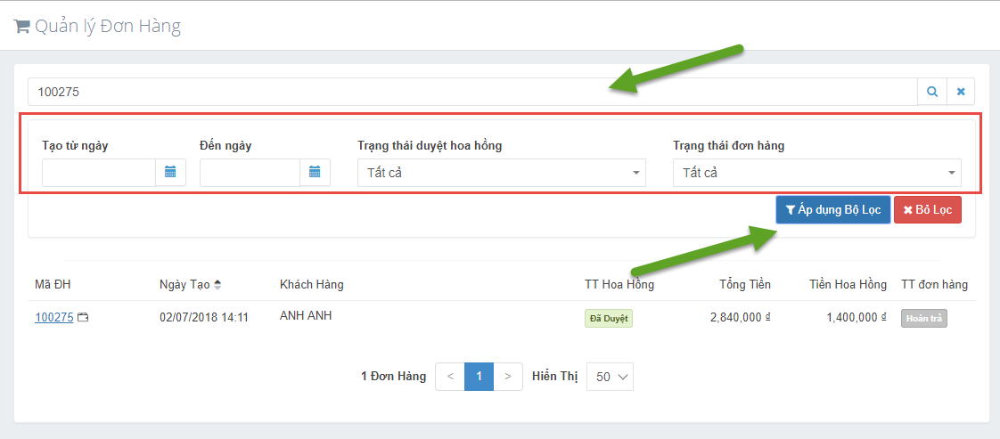 Quản lý Đơn Hàng
100275
Tạo từ ngày Đến ngày Trạng thái duyệt hoa hồng Trạng thái đơn hàng
Tất cả Tất cả
Áp dụng Bộ Lọc Bỏ Lọc
Mã ĐH Ngày Tạo Khách Hàng TT Hoa Hồng Tổng Tiền Tiền Hoa Hồng TT đơn hàng
100275 02/07/2018 14:11 ANH ANH Đã Duyệt 2,840,000 ₫ 1,400,000 ₫ Hoàn trả
1 Đơn Hàng < 1 > Hiển Thị 50